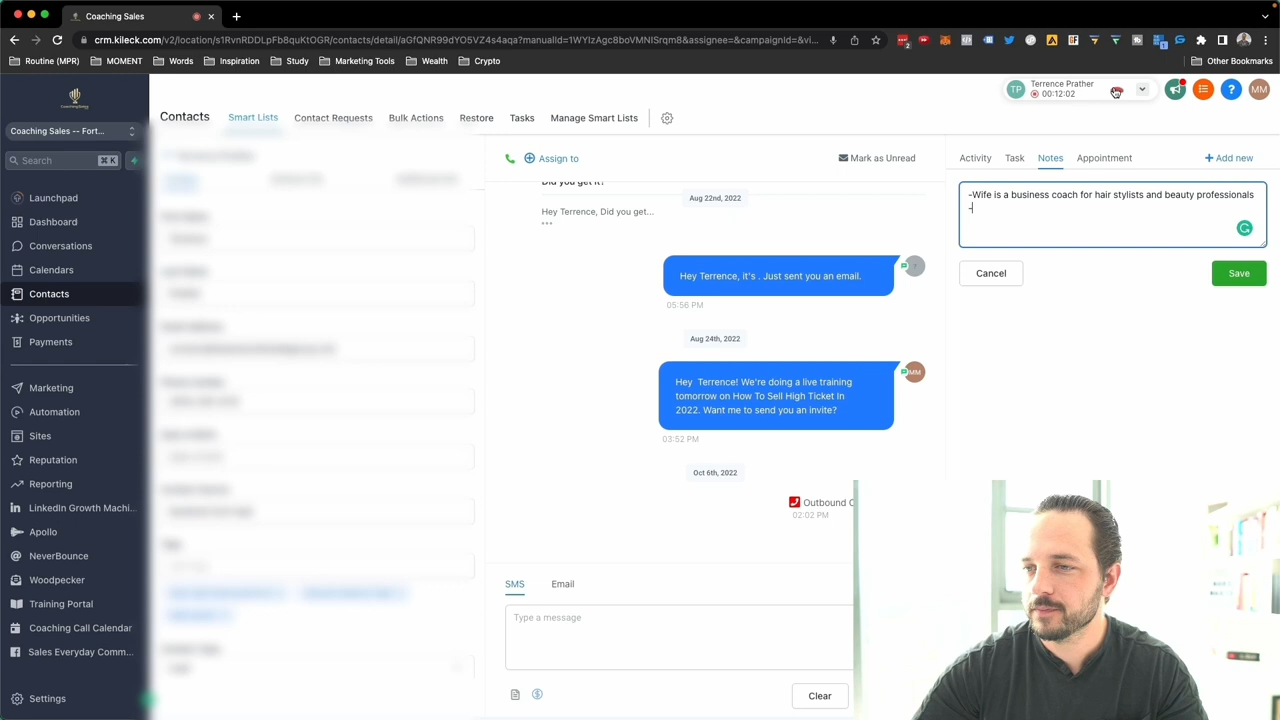 Coaching Sales
crm.kileck.com/v2/location/s1RvnRDDLpFb8quKtOGR/contacts/detail/aGfQNR99dYO5VZ4s4aqa?manualId=1WYIzAgc8boVMNISrqm8&assignee=&campaignId=&vi...
Routine (MPR) MOMENT Words Inspiration Study Marketing Tools Wealth Crypto Other Bookmarks
Coaching Sales -- Fort...
Search ⌘ K
Launchpad
Dashboard
Conversations
Calendars
Contacts
Opportunities
Payments
Marketing
Automation
Sites
Reputation
Reporting
LinkedIn Growth Machi...
Apollo
NeverBounce
Woodpecker
Training Portal
Coaching Call Calendar
Sales Everyday Comm...
Settings
TP Terrence Prather
00:12:02
MM
Contacts Smart Lists Contact Requests Bulk Actions Restore Tasks Manage Smart Lists
Assign to Mark as Unread
Did you get it?
Aug 22nd, 2022
Hey Terrence, Did you get...
Hey Terrence, it's . Just sent you an email.
05:56 PM
Aug 24th, 2022
Hey Terrence! We're doing a live training
tomorrow on How To Sell High Ticket In
2022. Want me to send you an invite?
MM
03:52 PM
Oct 6th, 2022
Outbound C
02:02 PM
SMS Email
Type a message
Clear
Activity Task Notes Appointment + Add new
-Wife is a business coach for hair stylists and beauty professionals
-
Cancel Save